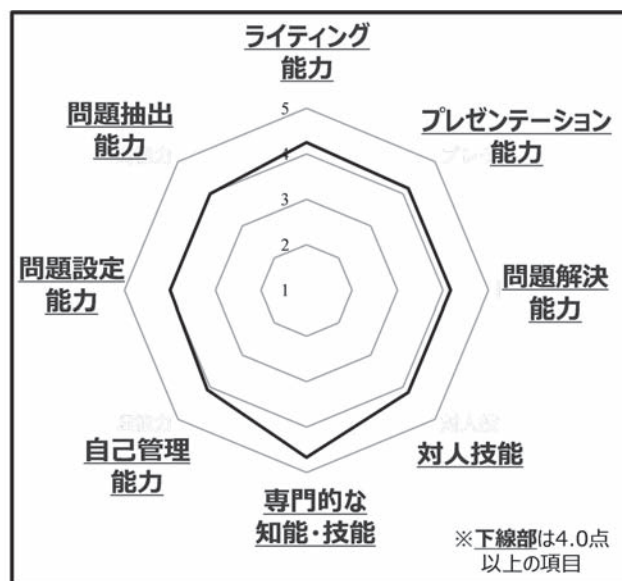 ライティング
能力
問題抽出
能力
プレゼンテーション
能力
5
4
3
2
1
問題設定
能力
問題解決
能力
自己管理
能力
対人技能
専門的な
知能・技能
※下線部は4.0点
以上の項目